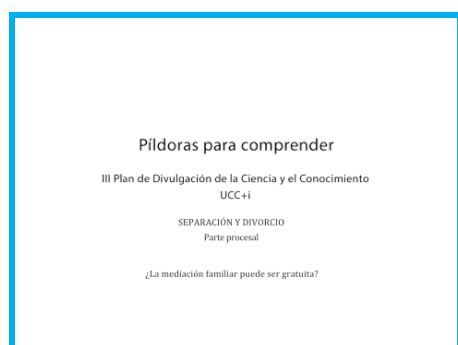 Píldoras para comprender
III Plan de Divulgación de la Ciencia y el Conocimiento
UCC+i
SEPARACIÓN Y DIVORCIO
Parte procesal
¿La mediación familiar puede ser gratuita?